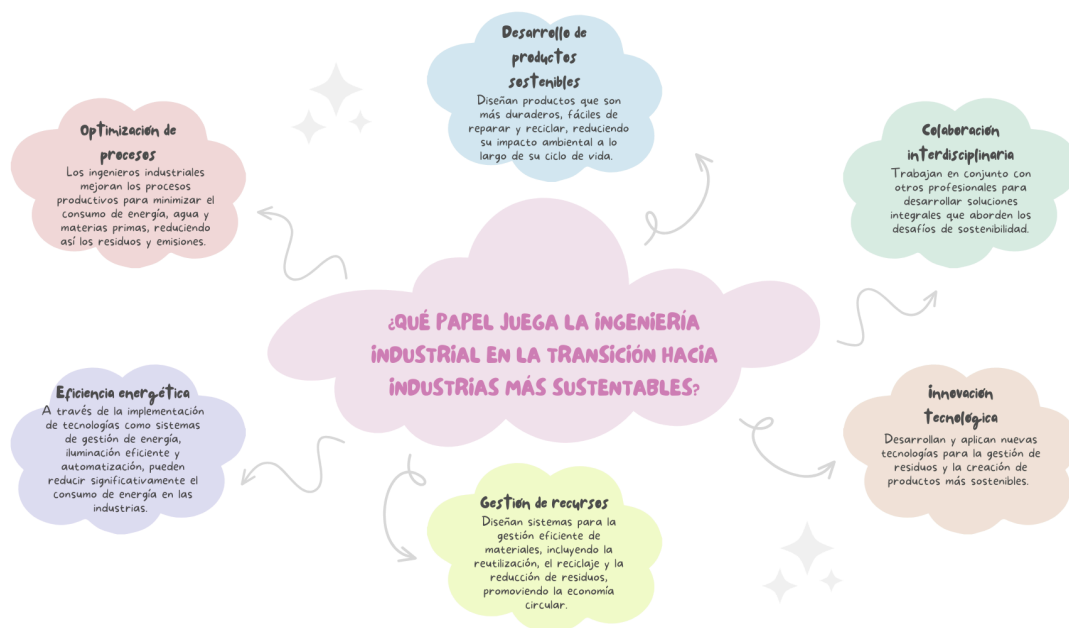 Desarrollo de
productos
sostenibles
Diseñan productos que son
más duraderos, fáciles de
reparar y reciclar, reduciendo
su impacto ambiental a lo
largo de su ciclo de vida.
Optimización de
procesos
Los ingenieros industriales
mejoran los procesos
productivos para minimizar el
consumo de energía, agua y
materias primas, reduciendo
así los residuos y emisiones.
Colaboración
interdisciplinaria
Trabajan en conjunto con
otros profesionales para
desarrollar soluciones
integrales que aborden los
desafíos de sostenibilidad.
¿QUÉ PAPEL JUEGA LA INGENIERÍA
INDUSTRIAL EN LA TRANSICIÓN HACIA
INDUSTRIAS MÁS SUSTENTABLES?
Eficiencia energética
A través de la implementación
de tecnologías como sistemas
de gestión de energía,
iluminación eficiente y
automatización, pueden
reducir significativamente el
consumo de energía en las
industrias.
Innovación
tecnológica
Desarrollan y aplican nuevas
tecnologías para la gestión de
residuos y la creación de
productos más sostenibles.
Gestión de recursos
Diseñan sistemas para la
gestión eficiente de
materiales, incluyendo la
reutilización, el reciclaje y la
reducción de residuos,
promoviendo la economía
circular.